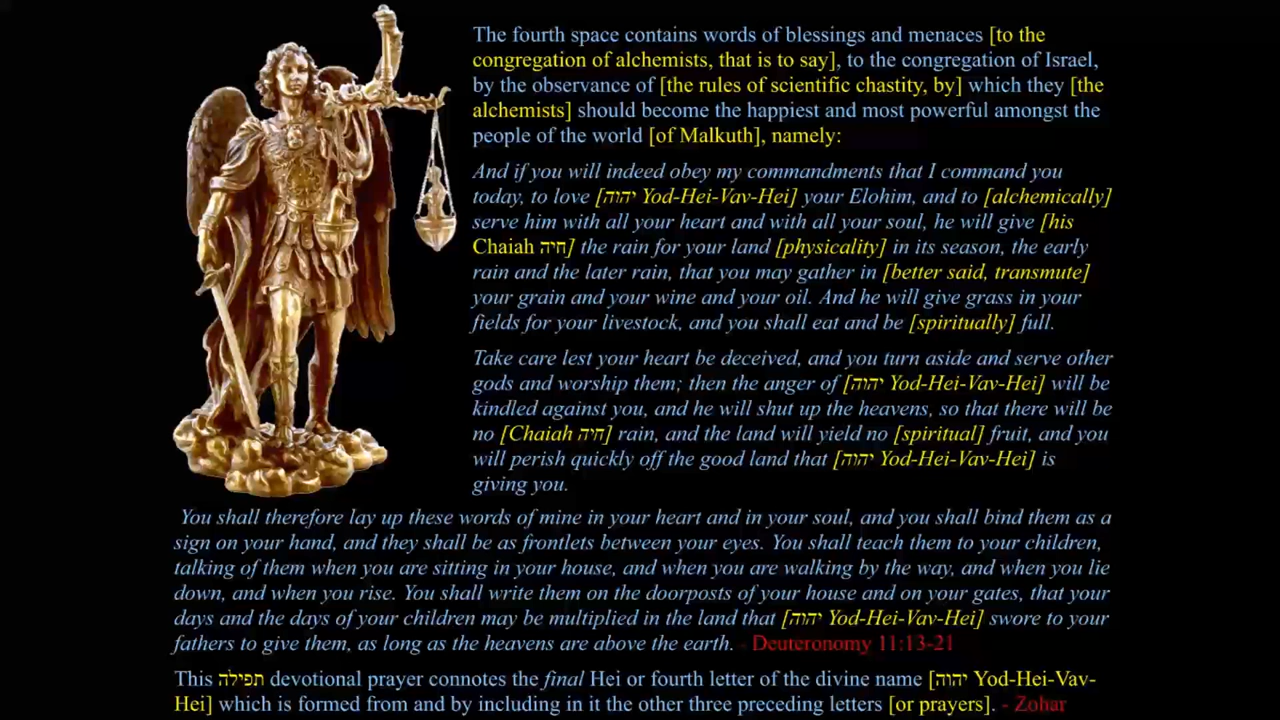 The fourth space contains words of blessings and menaces [to the
congregation of alchemists, that is to say], to the congregation of Israel,
by the observance of [the rules of scientific chastity, by] which they [the
alchemists] should become the happiest and most powerful amongst the
people of the world [of Malkuth], namely:
And if you will indeed obey my commandments that I command you
today, to love [יהוה Yod-Hei-Vav-Hei] your Elohim, and to [alchemically]
serve him with all your heart and with all your soul, he will give [his
Chaiah חיה] the rain for your land [physicality] in its season, the early
rain and the later rain, that you may gather in [better said, transmute]
your grain and your wine and your oil. And he will give grass in your
fields for your livestock, and you shall eat and be [spiritually] full.
Take care lest your heart be deceived, and you turn aside and serve other
gods and worship them; then the anger of [יהוה Yod-Hei-Vav-Hei] will be
kindled against you, and he will shut up the heavens, so that there will be
no [Chaiah חיה] rain, and the land will yield no [spiritual] fruit, and you
will perish quickly off the good land that [יהוה Yod-Hei-Vav-Hei] is
giving you.
You shall therefore lay up these words of mine in your heart and in your soul, and you shall bind them as a
sign on your hand, and they shall be as frontlets between your eyes. You shall teach them to your children,
talking of them when you are sitting in your house, and when you are walking by the way, and when you lie
down, and when you rise. You shall write them on the doorposts of your house and on your gates, that your
days and the days of your children may be multiplied in the land that [יהוה Yod-Hei-Vav-Hei] swore to your
fathers to give them, as long as the heavens are above the earth. - Deuteronomy 11:13-21
This תפילה devotional prayer connotes the final Hei or fourth letter of the divine name [יהוה Yod-Hei-Vav-
Hei] which is formed from and by including in it the other three preceding letters [or prayers]. - Zohar